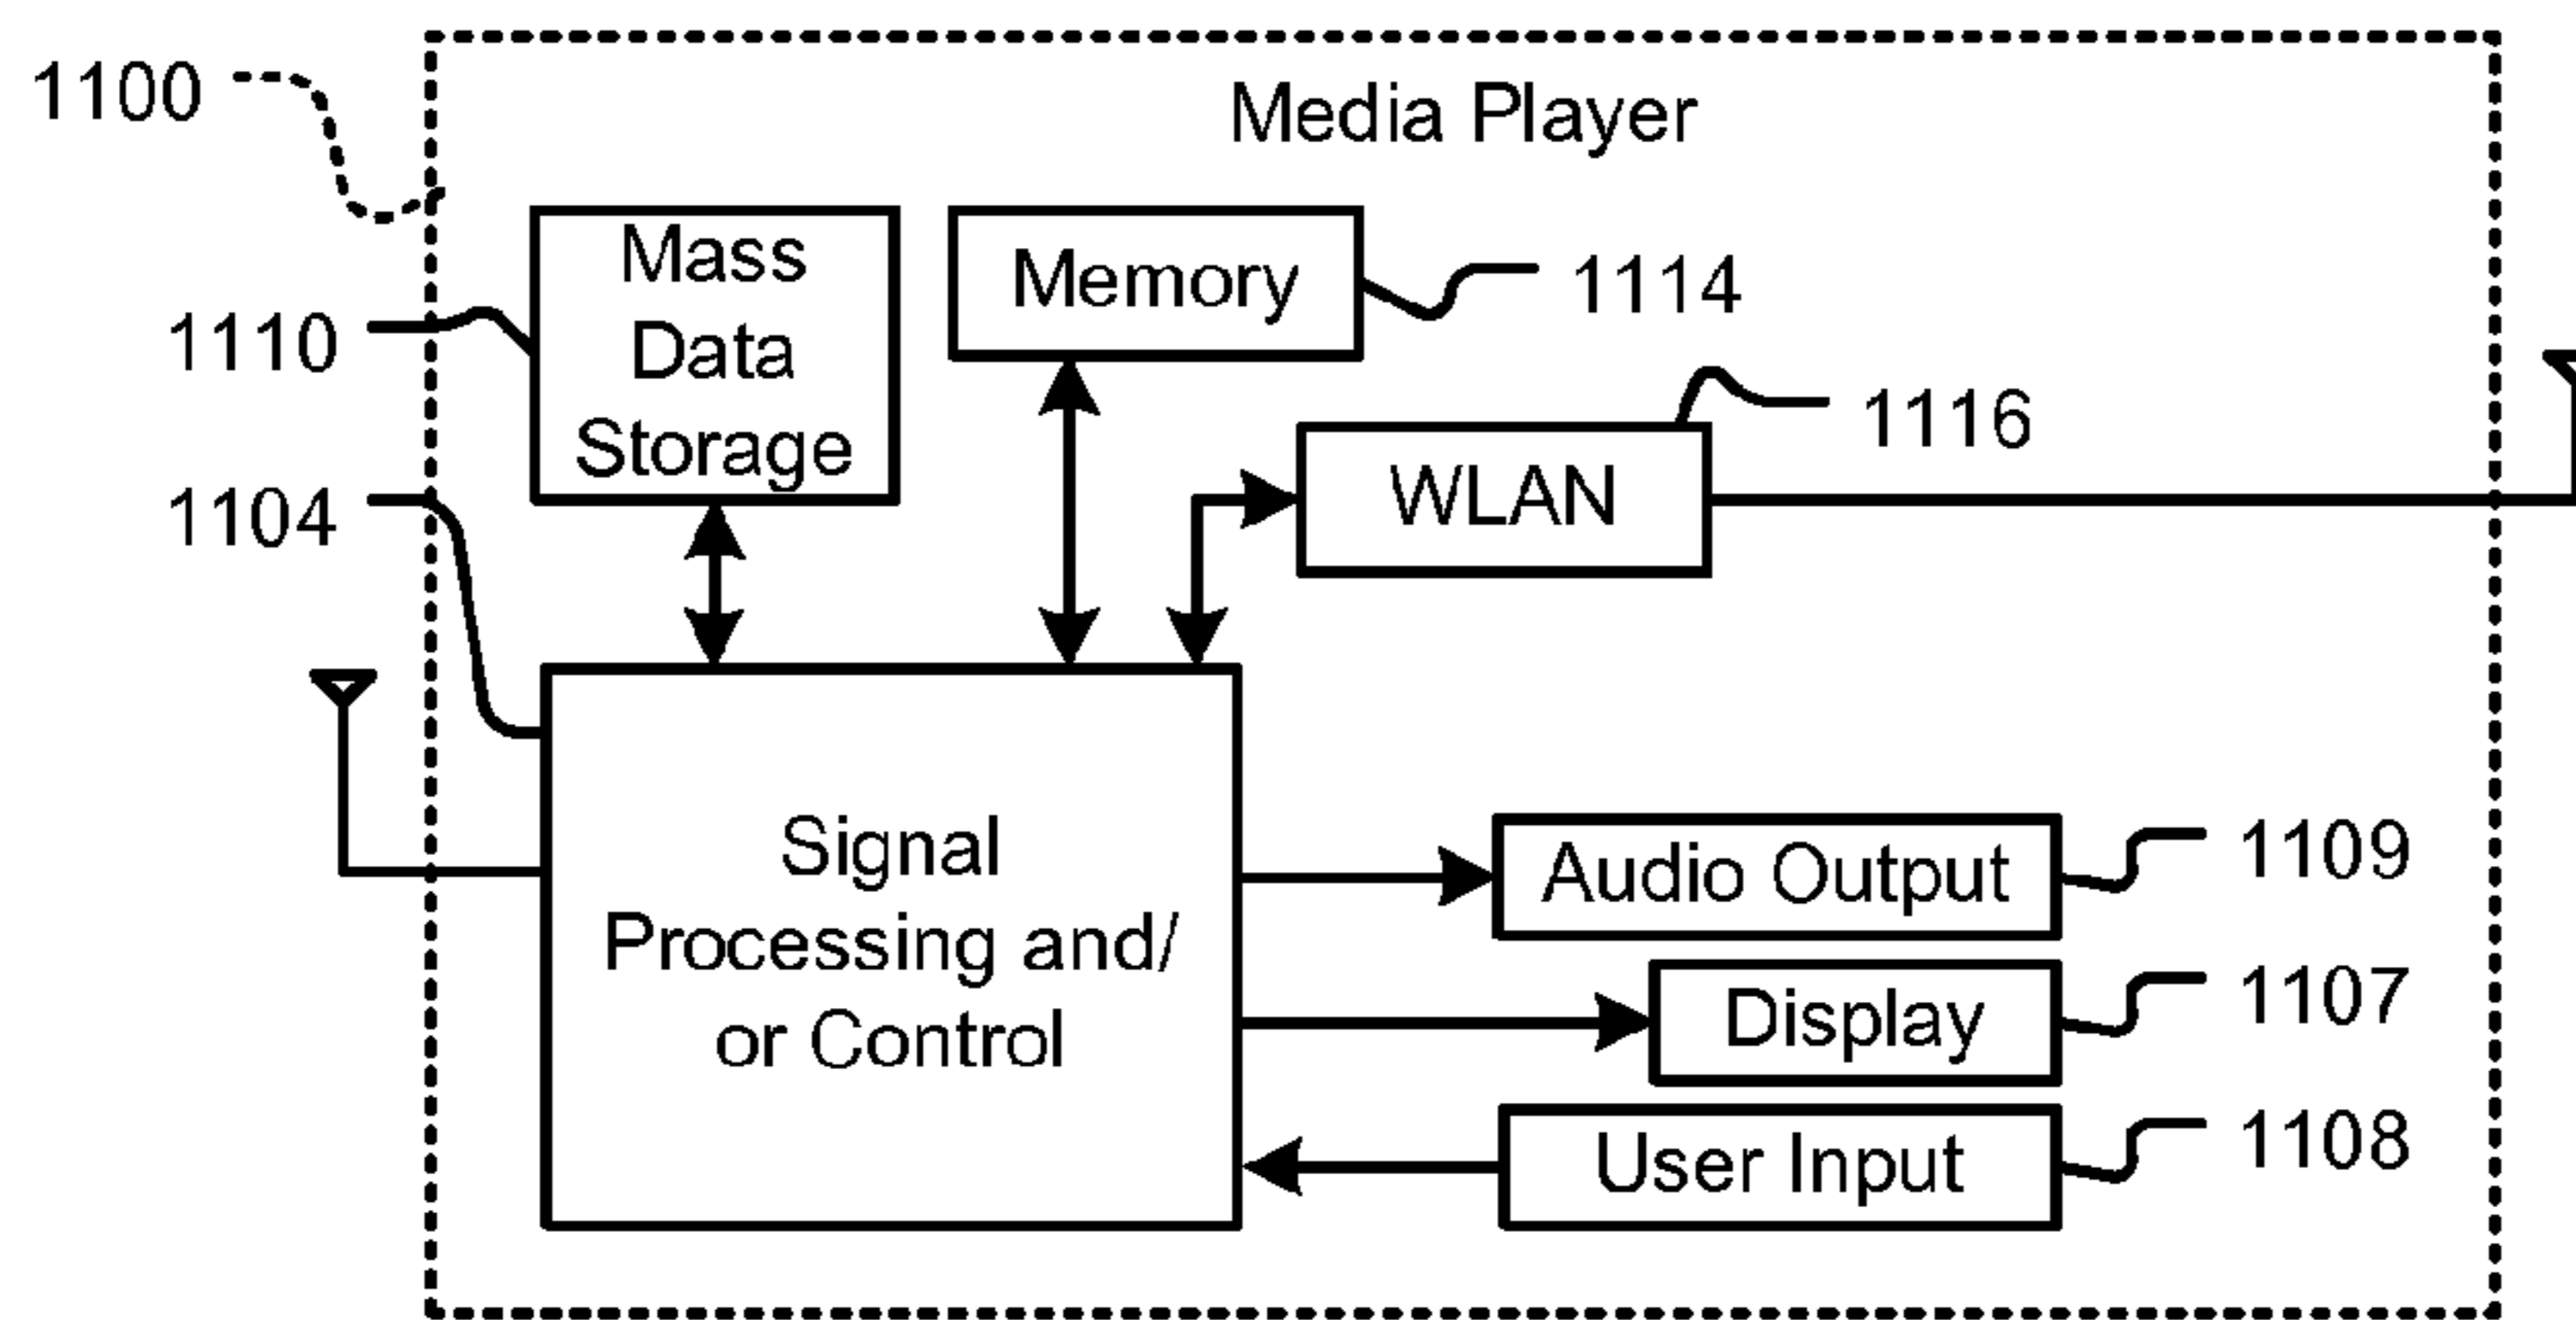 1100
Media Player
Mass
Data
Storage
Memory
1114
1110
1116
WLAN
1104
Signal
Processing and/
or Control
Audio Output
1109
Display
1107
User Input
1108